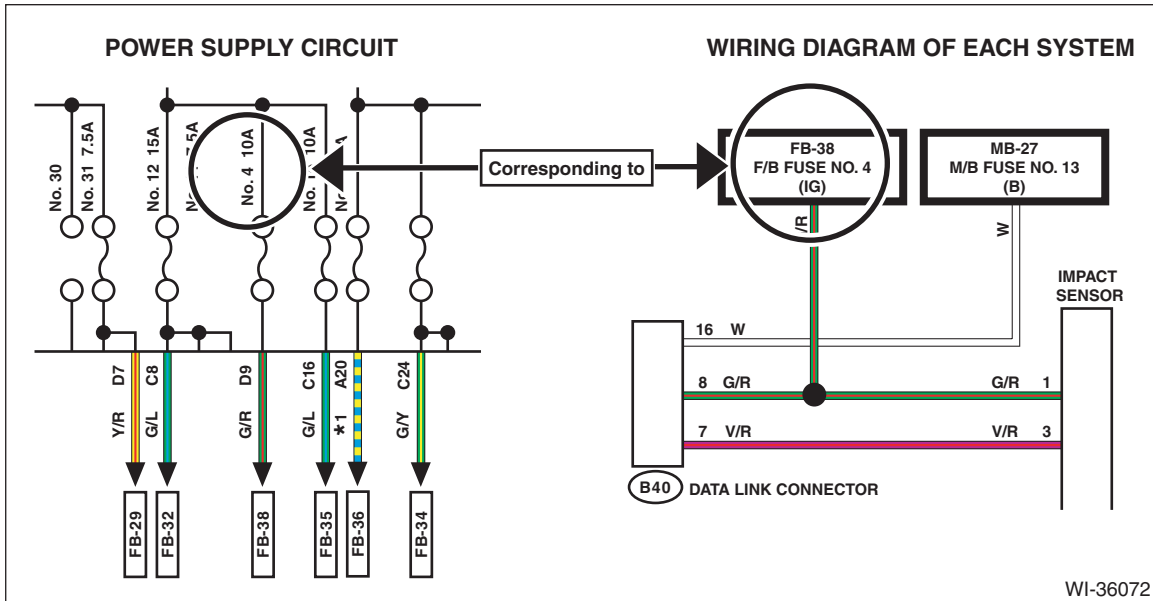 POWER SUPPLY CIRCUIT
WIRING DIAGRAM OF EACH SYSTEM
No. 30
No. 31 7.5A
No. 12 15A
5A
No. 4 10A
10A
Corresponding to
FB-38
F/B FUSE NO. 4
(IG)
MB-27
M/B FUSE NO. 13
(B)
/R
W
IMPACT
SENSOR
16 W
8 G/R
G/R 1
7 V/R
V/R 3
B40
DATA LINK CONNECTOR
D7
C8
D9
C16
A20
C24
Y/R
G/L
G/R
G/L
*1
G/Y
FB-29
FB-32
FB-38
FB-35
FB-36
FB-34
WI-36072